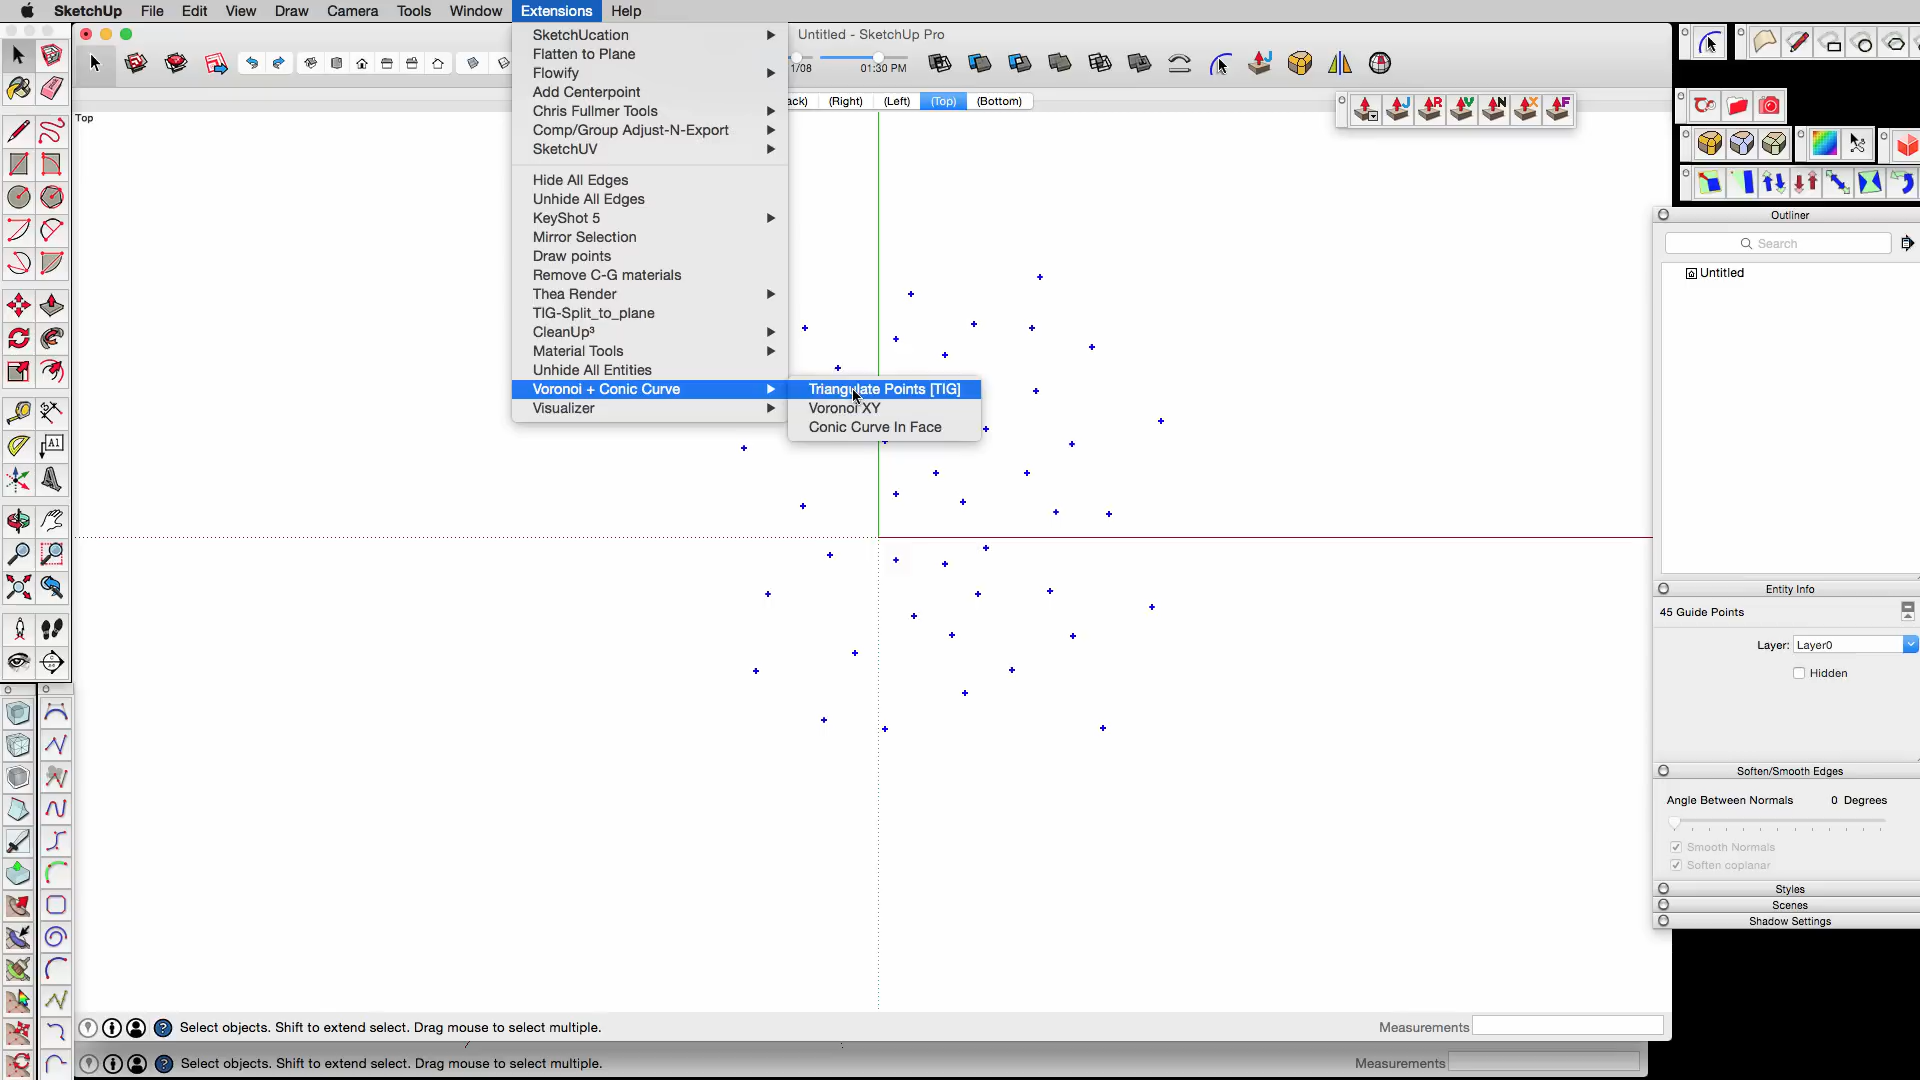 SketchUp File Edit View Draw Camera Tools Window Extensions Help
Untitled - SketchUp Pro
1/08 01:30 PM
ack) (Right) (Left) (Top) (Bottom)
Top
SketchUcation
Flatten to Plane
Flowify
Add Centerpoint
Chris Fullmer Tools
Comp/Group Adjust-N-Export
SketchUV
Hide All Edges
Unhide All Edges
KeyShot 5
Mirror Selection
Draw points
Remove C-G materials
Thea Render
TIG-Split_to_plane
CleanUp³
Material Tools
Unhide All Entities
Voronoi + Conic Curve
Visualizer
Triangulate Points [TIG]
Voronoi XY
Conic Curve In Face
J R V N X F
A1
Outliner
Search
Untitled
Entity Info
45 Guide Points
Layer: Layer0
Hidden
Soften/Smooth Edges
Angle Between Normals 0 Degrees
Smooth Normals
Soften coplanar
Styles
Scenes
Shadow Settings
Select objects. Shift to extend select. Drag mouse to select multiple. Measurements
Select objects. Shift to extend select. Drag mouse to select multiple. Measurements